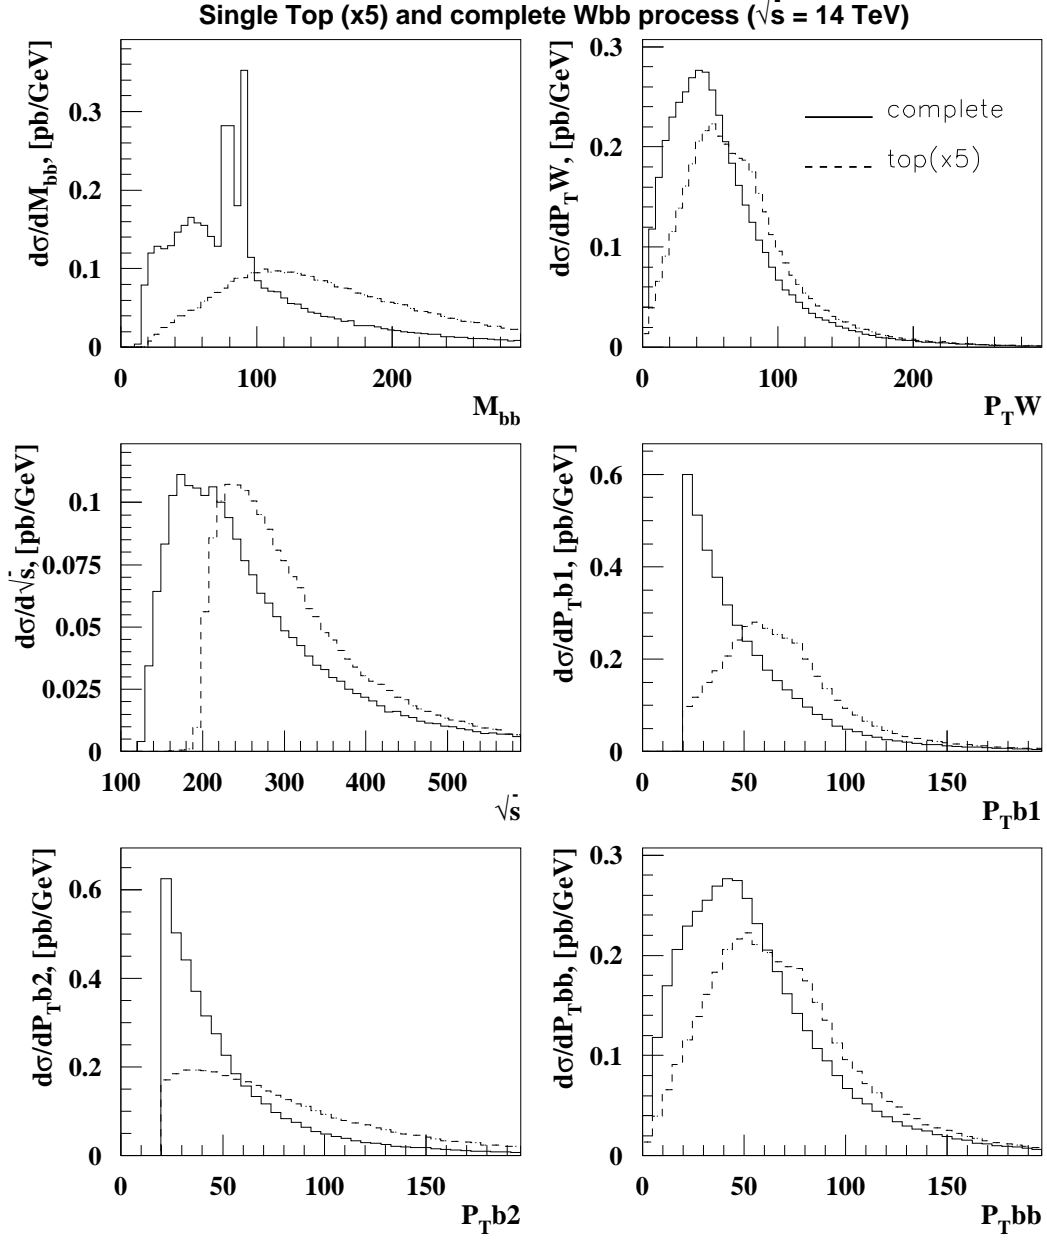 Single Top (x5) and complete Wbb process (√s = 14 TeV)
dσ/dM_bb, [pb/GeV]
0.3
0.2
0.1
0
0 100 200
M_bb
dσ/dP_TW, [pb/GeV]
0.3
0.2
0.1
0
complete
top(x5)
0 100 200
P_TW
dσ/d√s, [pb/GeV]
0.1
0.075
0.05
0.025
0
100 200 300 400 500
√s
dσ/dP_Tb1, [pb/GeV]
0.6
0.4
0.2
0
0 50 100 150
P_Tb1
dσ/dP_Tb2, [pb/GeV]
0.6
0.4
0.2
0
0 50 100 150
P_Tb2
dσ/dP_Tbb, [pb/GeV]
0.3
0.2
0.1
0
0 50 100 150
P_Tbb